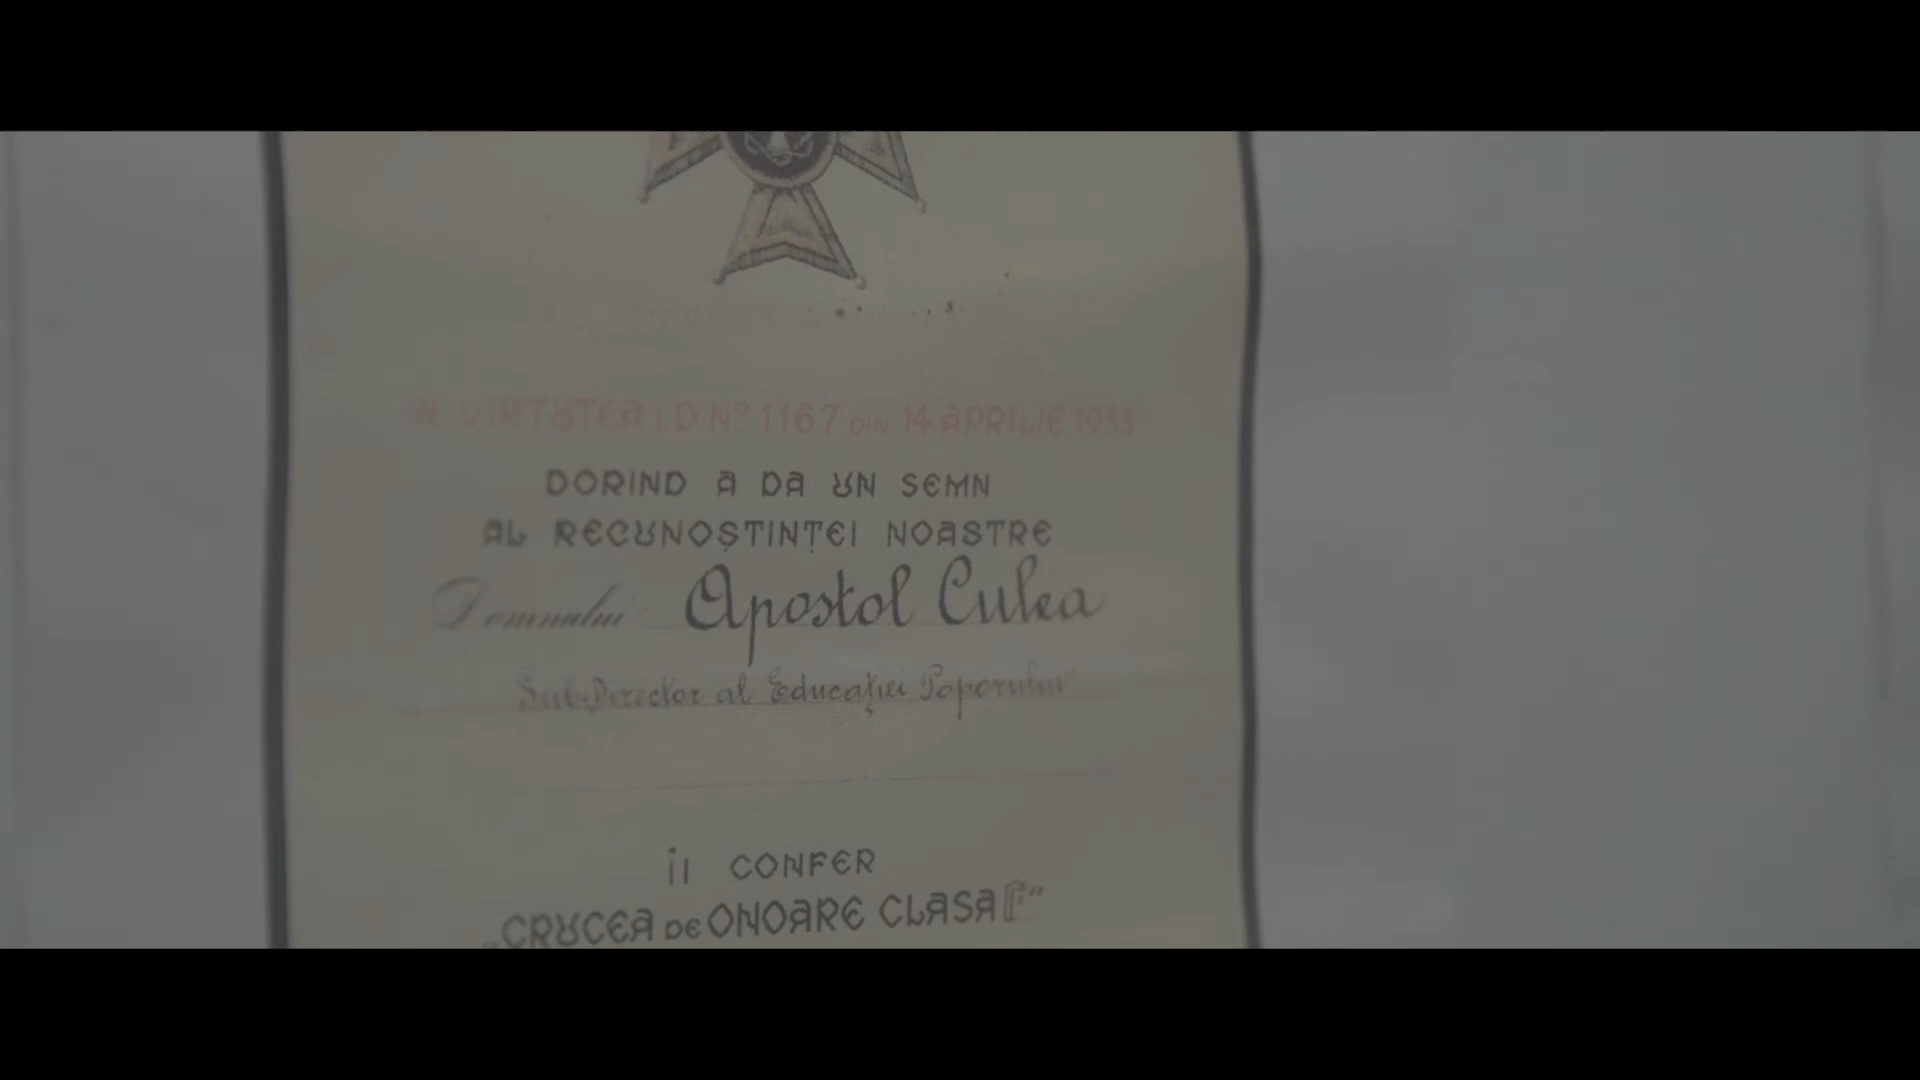 VIRTUTEA Î.D Nº 1167 DIN 14 APRILIE 1933
DORIND A DA UN SEMN
AL RECUNOȘTINȚEI NOASTRE
Domnului Apostol Culea
Sub-Director al Educației Poporului
ÎI CONFER
„CRUCEA DE ONOARE CLASA I"